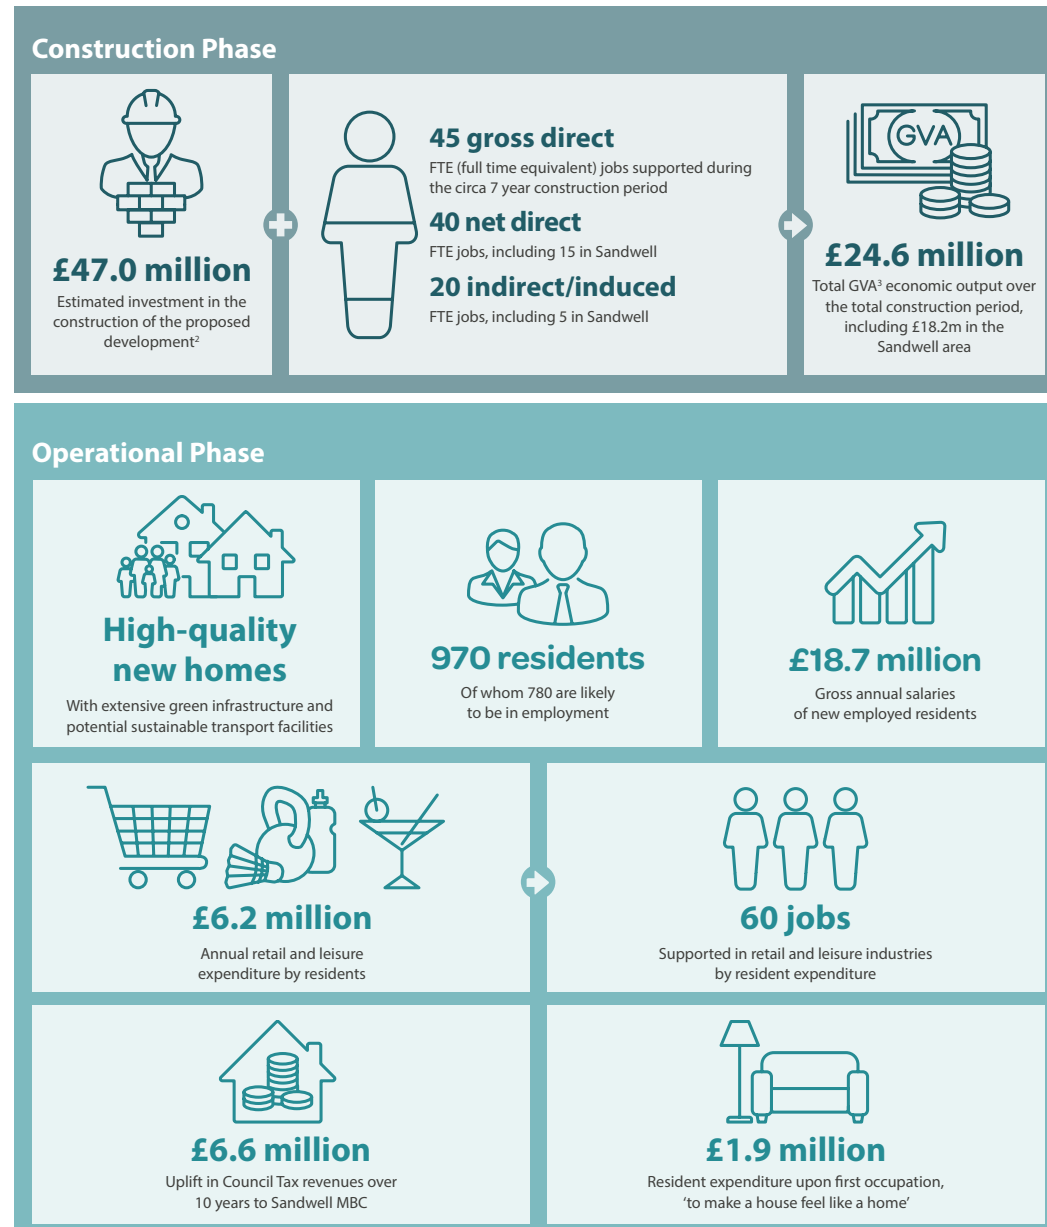 Construction Phase
£47.0 million
Estimated investment in the
construction of the proposed
development²
45 gross direct
FTE (full time equivalent) jobs supported during
the circa 7 year construction period
40 net direct
FTE jobs, including 15 in Sandwell
20 indirect/induced
FTE jobs, including 5 in Sandwell
GVA
£24.6 million
Total GVA³ economic output over
the total construction period,
including £18.2m in the
Sandwell area
Operational Phase
High-quality
new homes
With extensive green infrastructure and
potential sustainable transport facilities
970 residents
Of whom 780 are likely
to be in employment
£18.7 million
Gross annual salaries
of new employed residents
£6.2 million
Annual retail and leisure
expenditure by residents
60 jobs
Supported in retail and leisure industries
by resident expenditure
£6.6 million
Uplift in Council Tax revenues over
10 years to Sandwell MBC
£1.9 million
Resident expenditure upon first occupation,
‘to make a house feel like a home’